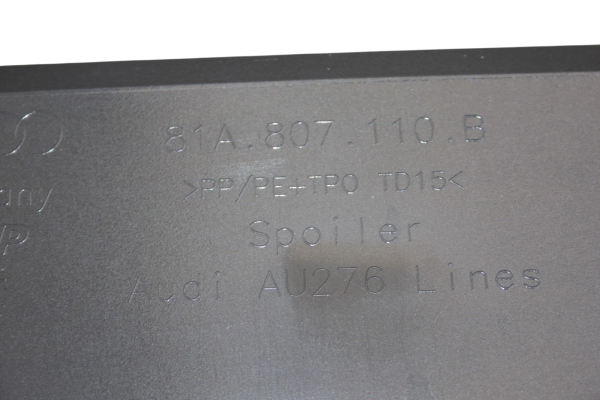 81A.807.110.B
>PP/PE+TPO TD15<
Spoiler
Audi AU276 Lines